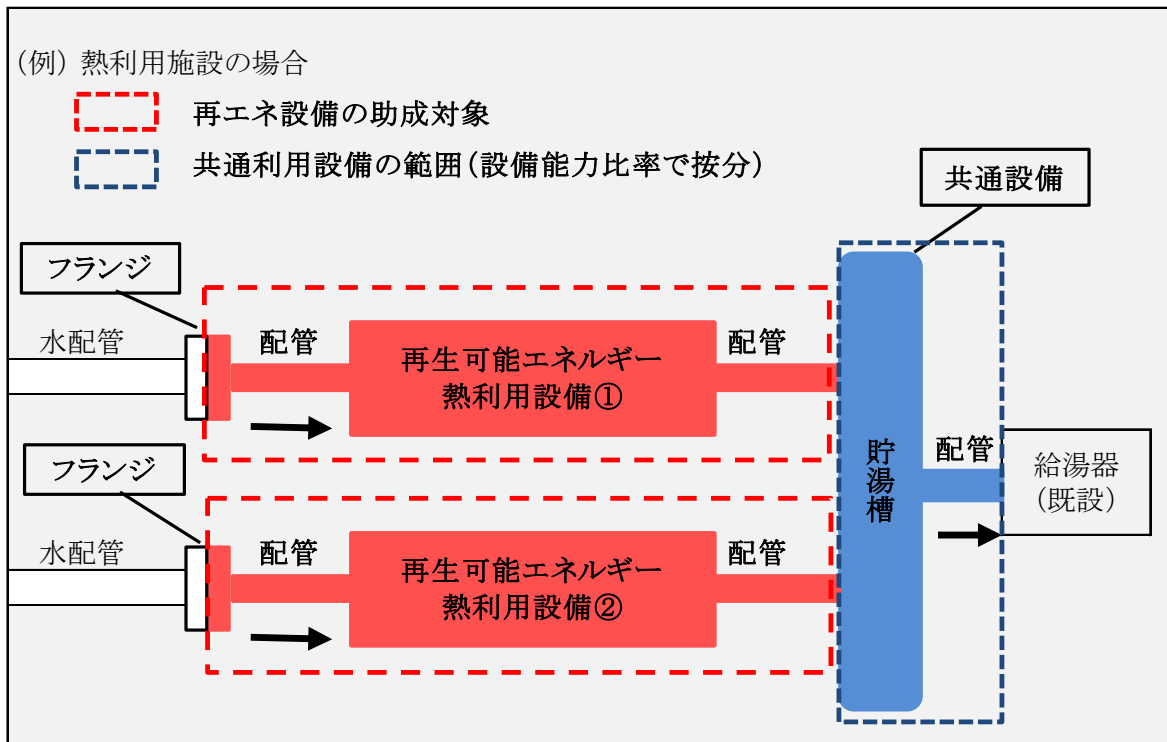 (例) 熱利用施設の場合
再エネ設備の助成対象
共通利用設備の範囲(設備能力比率で按分)
共通設備
フランジ
水配管
配管
再生可能エネルギー
熱利用設備①
配管
フランジ
水配管
配管
再生可能エネルギー
熱利用設備②
配管
貯湯槽
配管
給湯器
(既設)